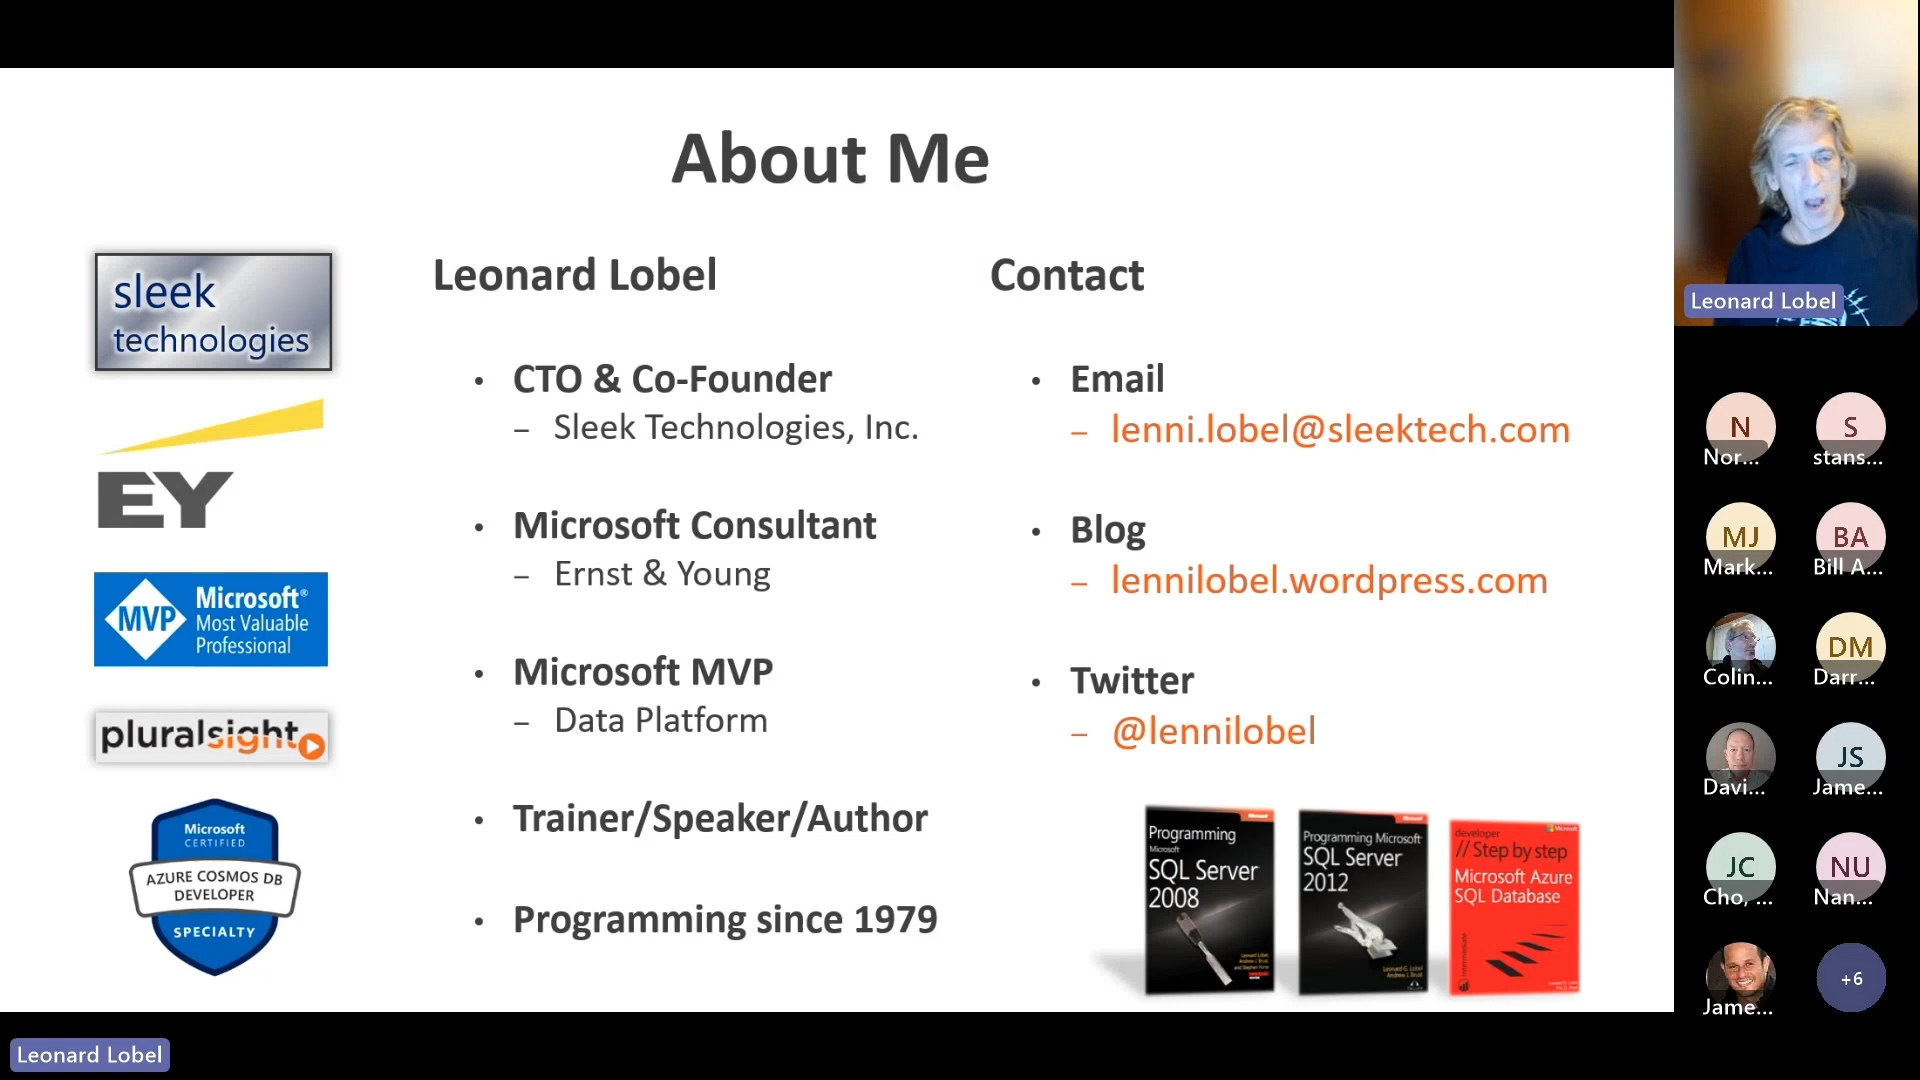 About Me
sleek
technologies
EY
MVP
Microsoft®
Most Valuable
Professional
pluralsight
Microsoft
CERTIFIED
AZURE COSMOS DB
DEVELOPER
SPECIALTY
Leonard Lobel
• CTO & Co-Founder
– Sleek Technologies, Inc.
• Microsoft Consultant
– Ernst & Young
• Microsoft MVP
– Data Platform
• Trainer/Speaker/Author
• Programming since 1979
Contact
• Email
– lenni.lobel@sleektech.com
• Blog
– lennilobel.wordpress.com
• Twitter
– @lennilobel
Programming
Microsoft
SQL Server
2008
Programming Microsoft
SQL Server
2012
developer
// Step by step
Microsoft Azure
SQL Database
Leonard Lobel
N
Nor...
S
stans...
MJ
Mark...
BA
Bill A...
Colin...
DM
Darr...
Davi...
JS
Jame...
JC
Cho, ...
NU
Nan...
Jame...
+6
Leonard Lobel